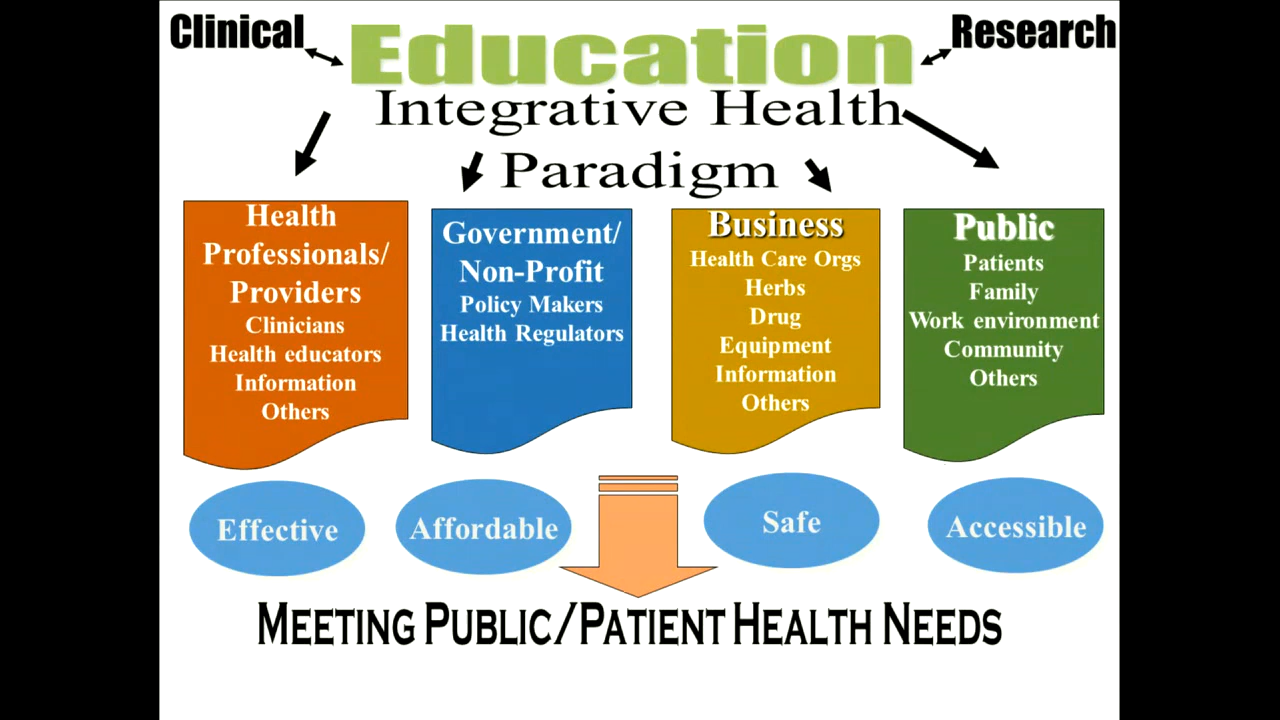 Clinical
Education
Research
Integrative Health
Paradigm
Health
Professionals/
Providers
Clinicians
Health educators
Information
Others
Government/
Non-Profit
Policy Makers
Health Regulators
Business
Health Care Orgs
Herbs
Drug
Equipment
Information
Others
Public
Patients
Family
Work environment
Community
Others
Effective
Affordable
Safe
Accessible
MEETING PUBLIC/PATIENT HEALTH NEEDS